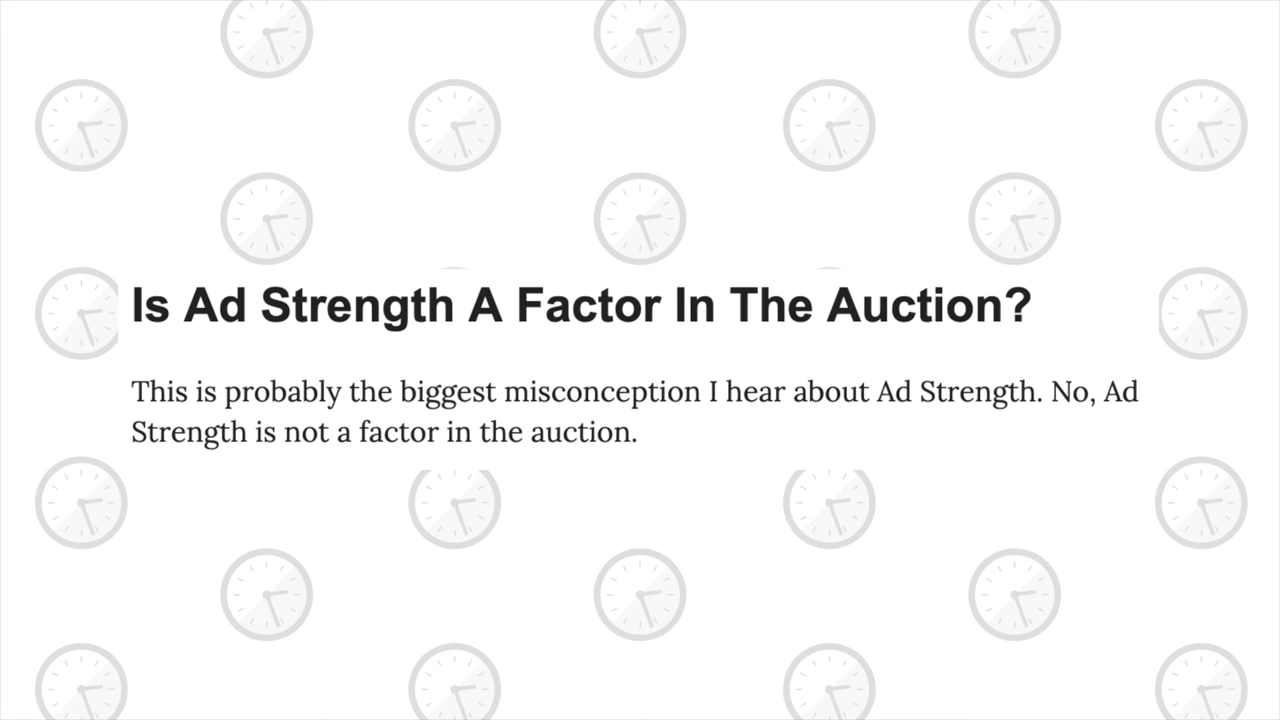 Is Ad Strength A Factor In The Auction?
This is probably the biggest misconception I hear about Ad Strength. No, Ad
Strength is not a factor in the auction.